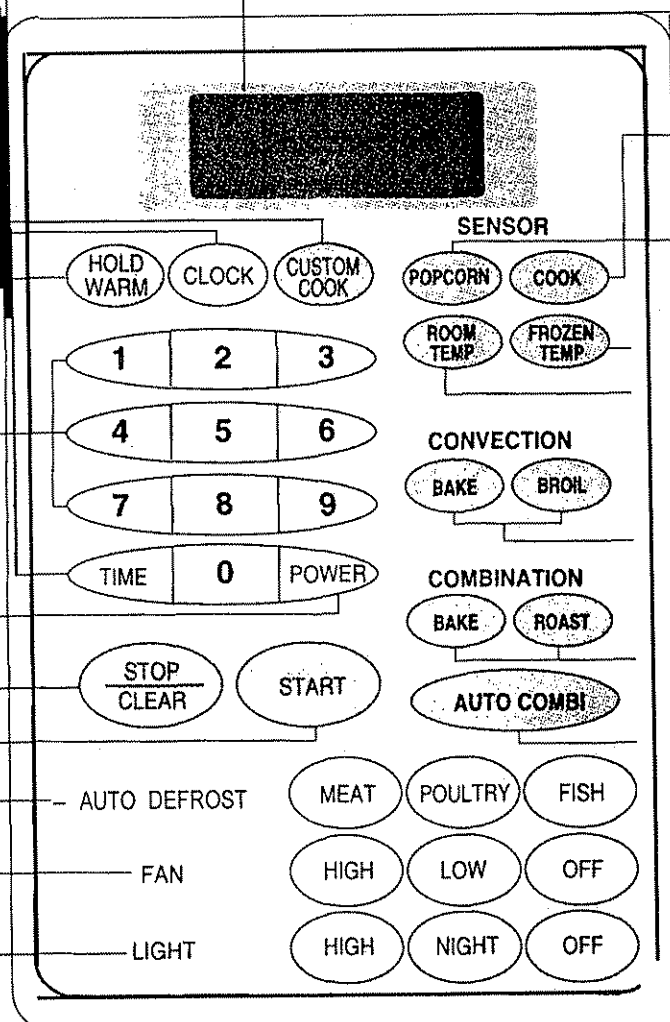 SENSOR
HOLD WARM CLOCK CUSTOM COOK POPCORN COOK
ROOM TEMP FROZEN TEMP
1 2 3
4 5 6
CONVECTION
BAKE BROIL
7 8 9
TIME 0 POWER
COMBINATION
BAKE ROAST
STOP
CLEAR
START
AUTO COMBI
AUTO DEFROST MEAT POULTRY FISH
FAN HIGH LOW OFF
LIGHT HIGH NIGHT OFF